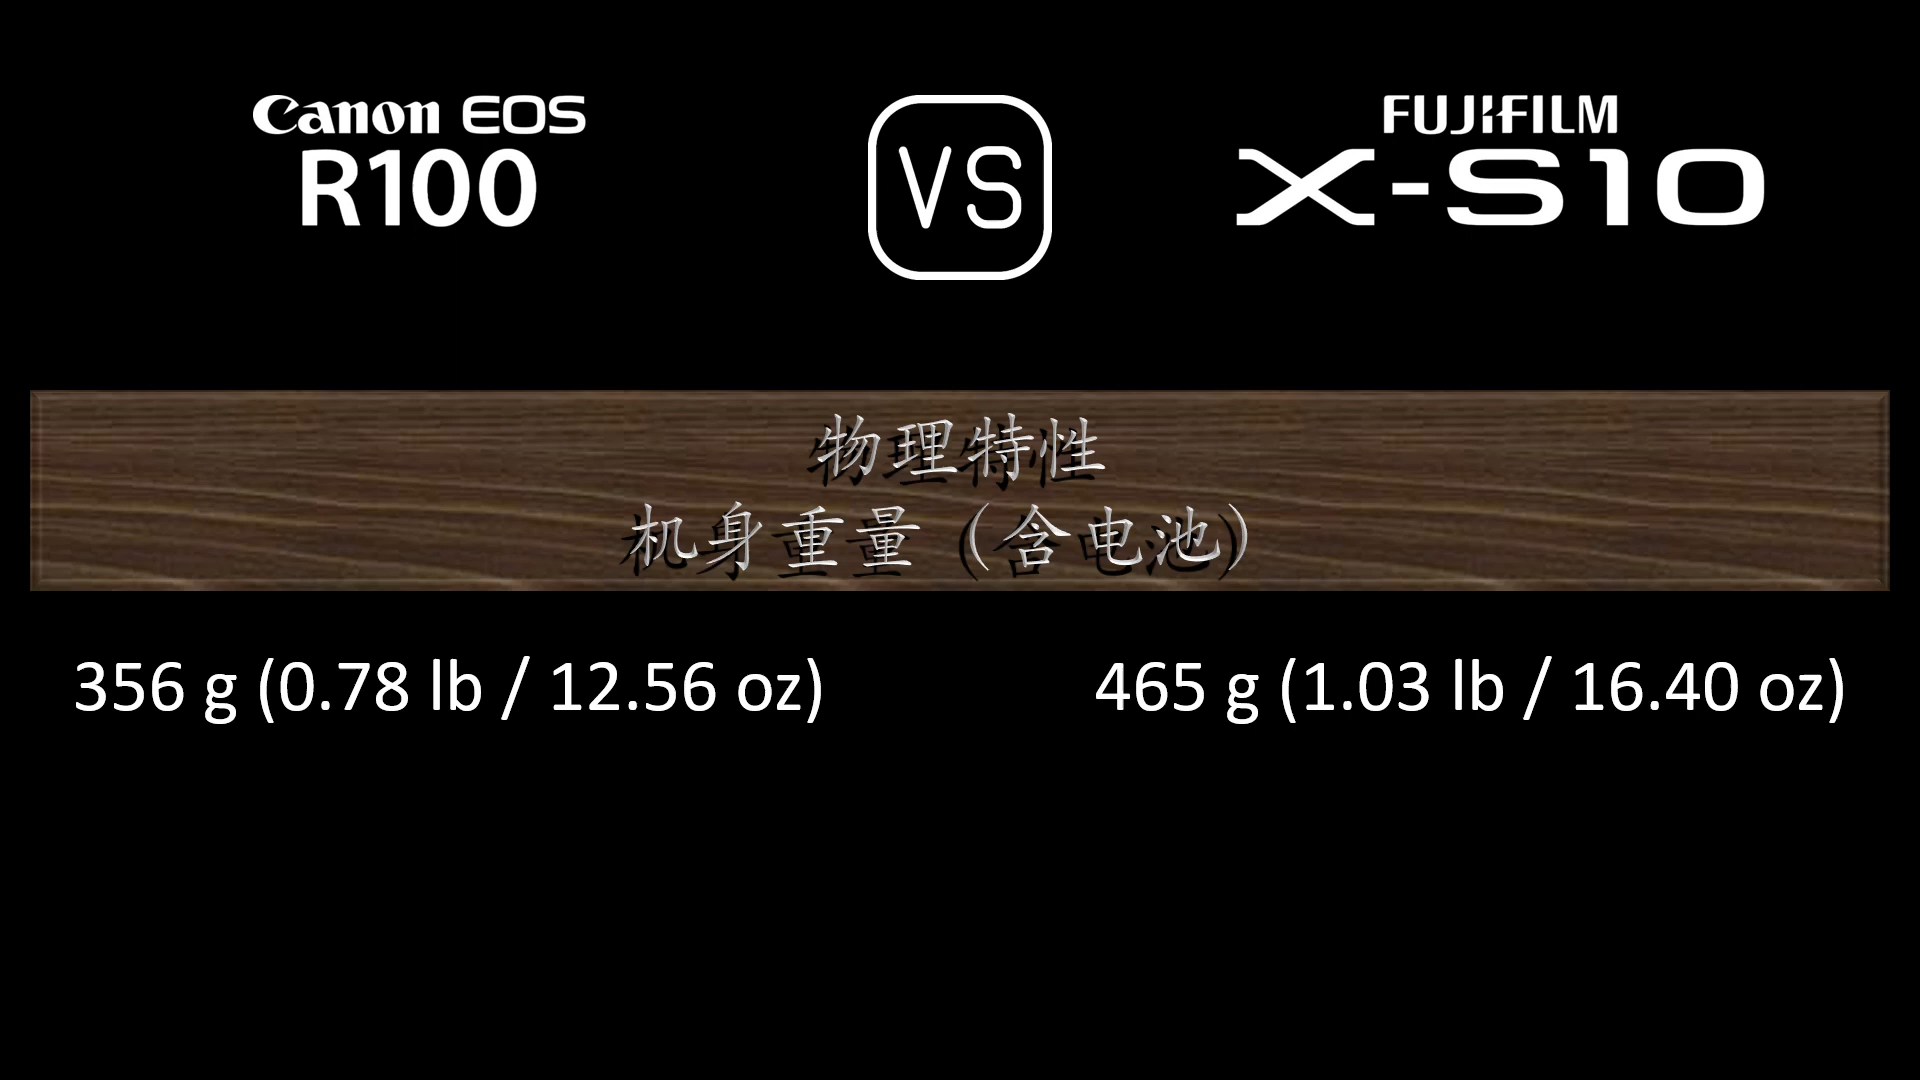 Canon EOS
R100
VS
FUJIFILM
X-S10
物理特性
机身重量（含电池）
356 g (0.78 lb / 12.56 oz)
465 g (1.03 lb / 16.40 oz)